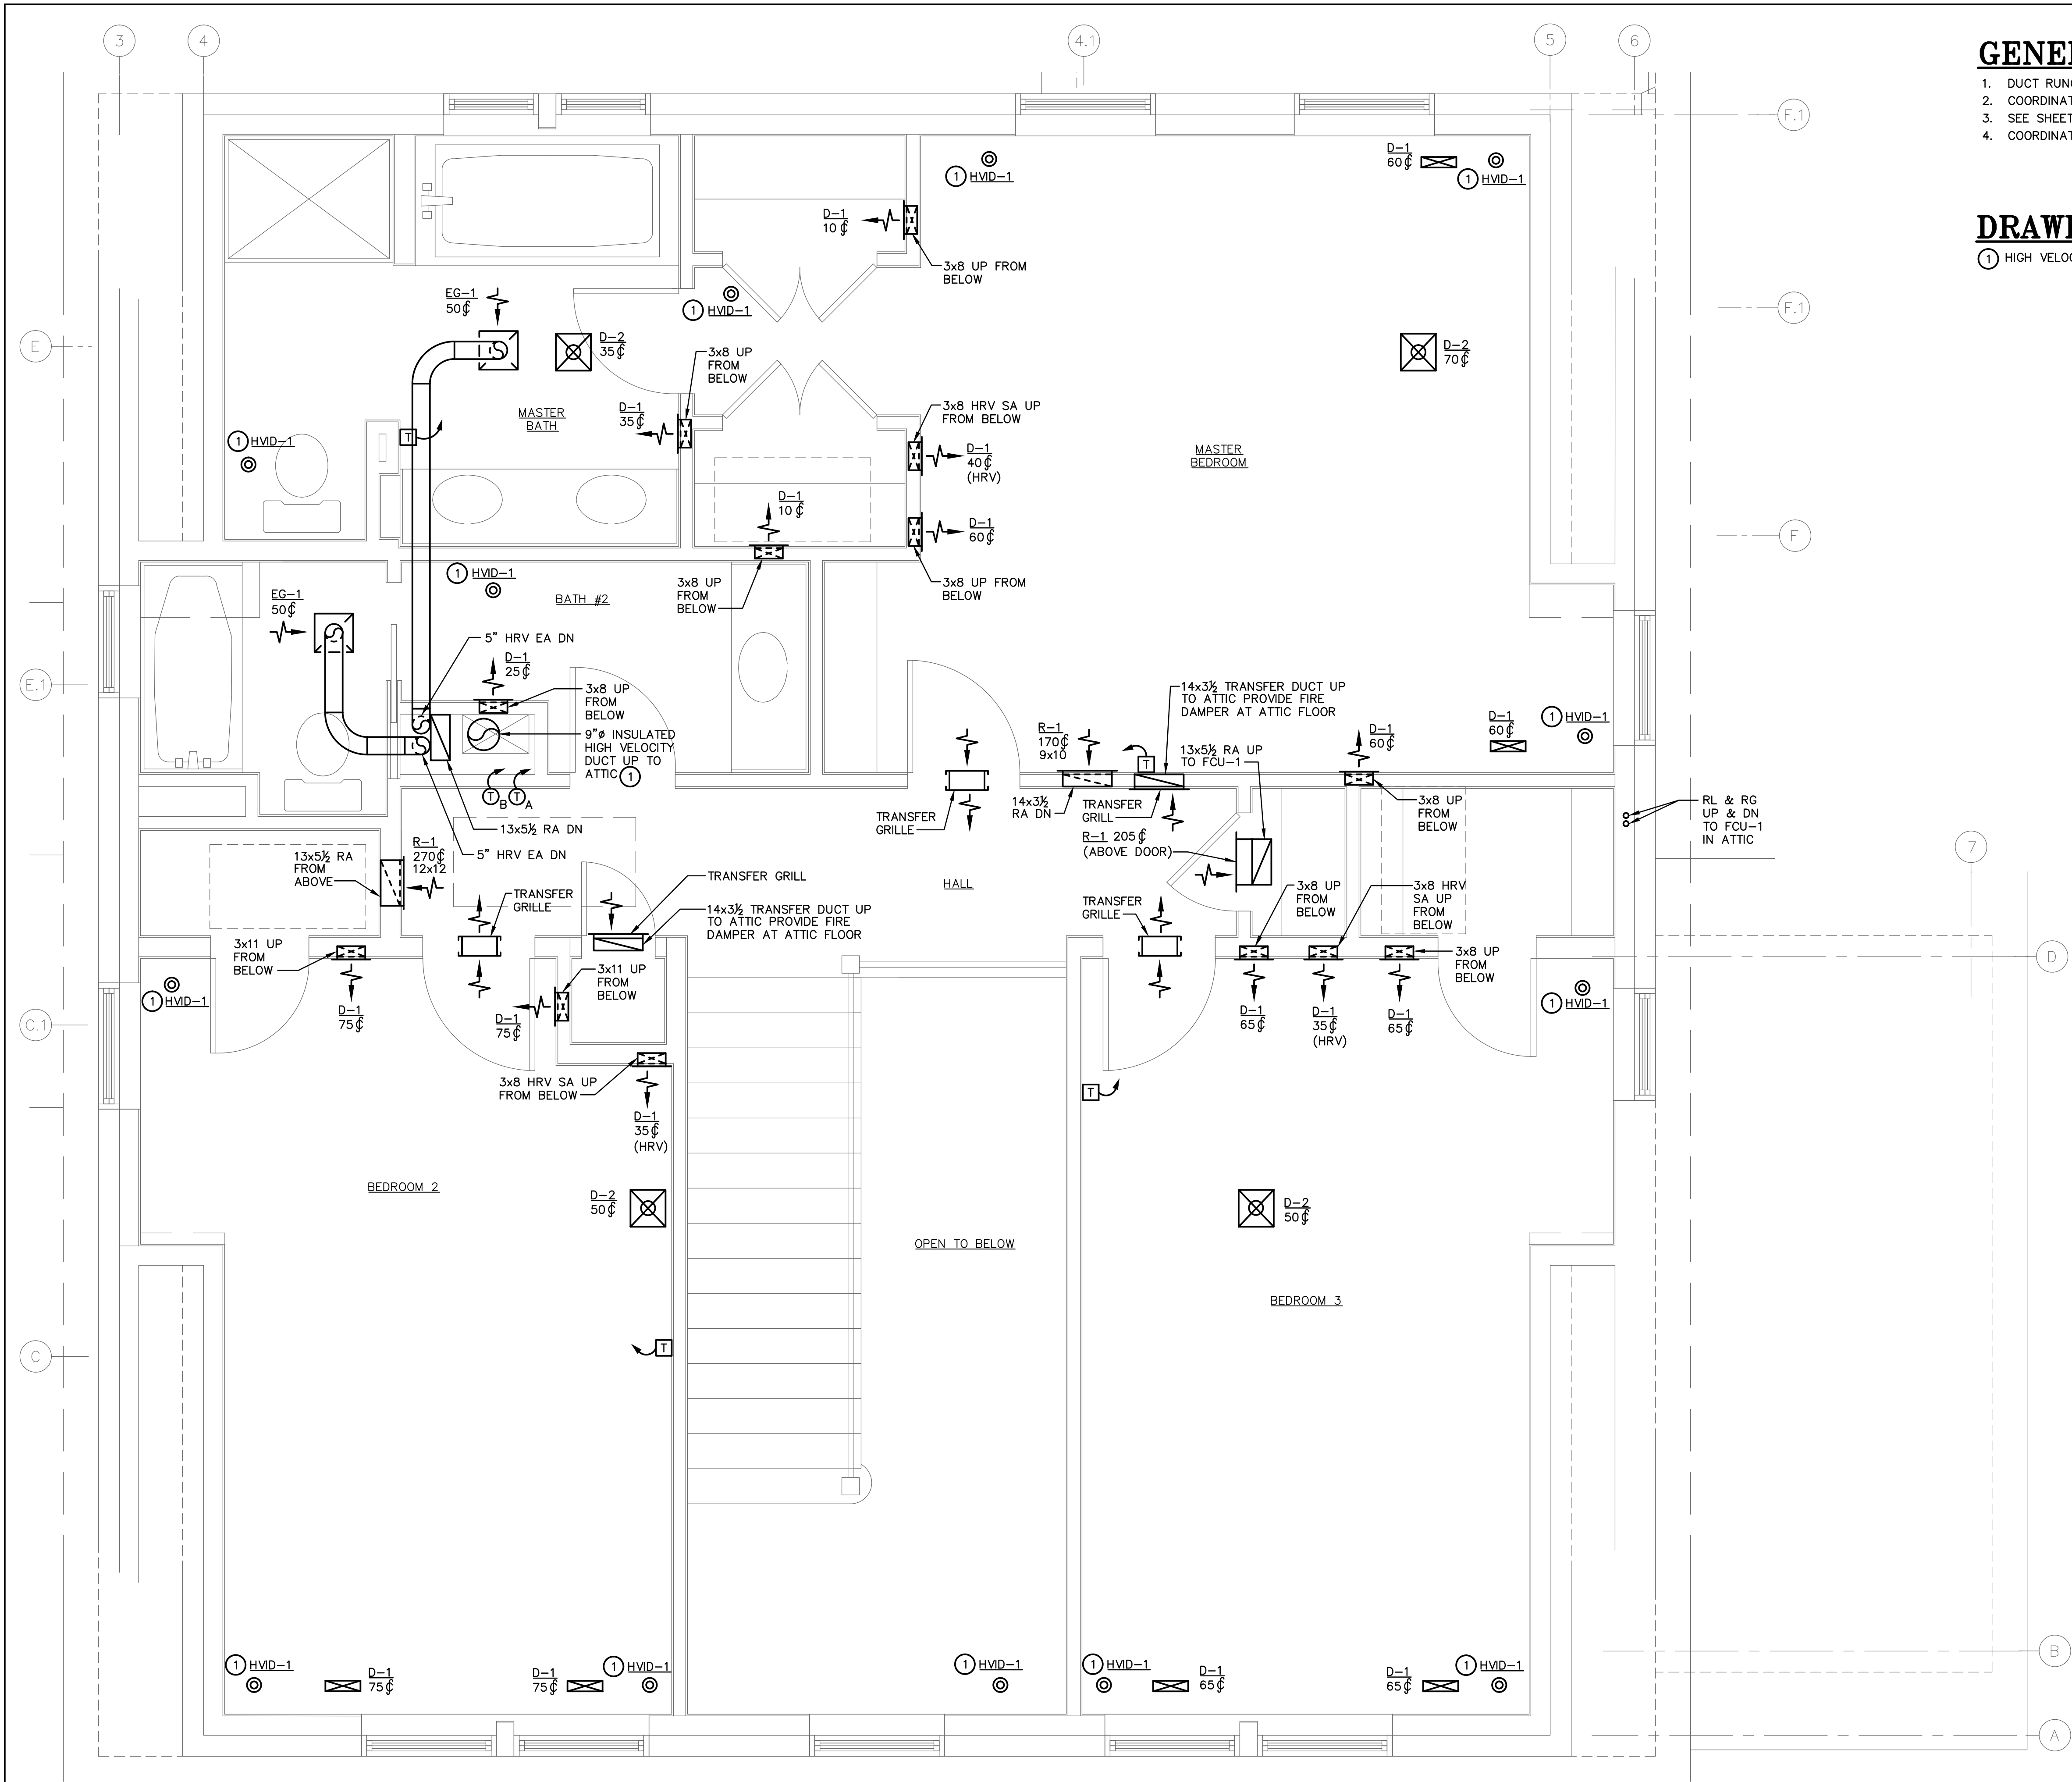 3
4
4.1
5
6
GENE
1. DUCT
2. COORDINAT
3. SEE SHEET
4. COORDINAT
DRAW
1 HIGH
F.1
F.1
F
E
E.1
C.1
C
7
D
B
A
1 HVID-1
D-1
60 ₵
1 HVID-1
D-1
10 ₵
3x8 UP FROM
BELOW
1 HVID-1
EG-1
50₵
D-2
35₵
3x8 UP
FROM
BELOW
D-2
70₵
MASTER
BATH
D-1
35₵
3x8 HRV SA UP
FROM BELOW
D-1
40₵
(HRV)
MASTER
BEDROOM
1 HVID-1
D-1
10 ₵
D-1
60₵
3x8 UP FROM
BELOW
3x8 UP
FROM
BELOW
1 HVID-1
BATH #2
EG-1
50₵
5" HRV EA DN
D-1
25₵
3x8 UP
FROM
BELOW
9"ø INSULATED
HIGH VELOCITY
DUCT UP TO
ATTIC 1
T
T B
T A
13x5½ RA DN
5" HRV EA DN
14x3½ TRANSFER DUCT UP
TO ATTIC PROVIDE FIRE
DAMPER AT ATTIC FLOOR
R-1
170₵
9x10
T
13x5½ RA UP
TO FCU-1
D-1
60₵
D-1
60₵
1 HVID-1
TRANSFER
GRILLE
14x3½
RA DN
TRANSFER
GRILL
R-1 205₵
(ABOVE DOOR)
3x8 UP
FROM
BELOW
RL & RG
UP & DN
TO FCU-1
IN ATTIC
13x5½ RA
FROM
ABOVE
R-1
270₵
12x12
TRANSFER
GRILLE
TRANSFER GRILL
14x3½ TRANSFER DUCT UP
TO ATTIC PROVIDE FIRE
DAMPER AT ATTIC FLOOR
HALL
TRANSFER
GRILLE
3x8 UP
FROM
BELOW
3x8 HRV
SA UP
FROM
BELOW
3x8 UP
FROM
BELOW
3x11 UP
FROM
BELOW
1 HVID-1
D-1
75₵
D-1
75₵
3x11 UP
FROM
BELOW
3x8 HRV SA UP
FROM BELOW
D-1
35₵
(HRV)
D-1
65₵
D-1
35₵
(HRV)
D-1
65₵
1 HVID-1
T
BEDROOM 2
D-2
50₵
OPEN TO BELOW
D-2
50₵
BEDROOM 3
T
1 HVID-1
D-1
75₵
D-1
75₵
1 HVID-1
1 HVID-1
1 HVID-1
D-1
65₵
D-1
65₵
1 HVID-1